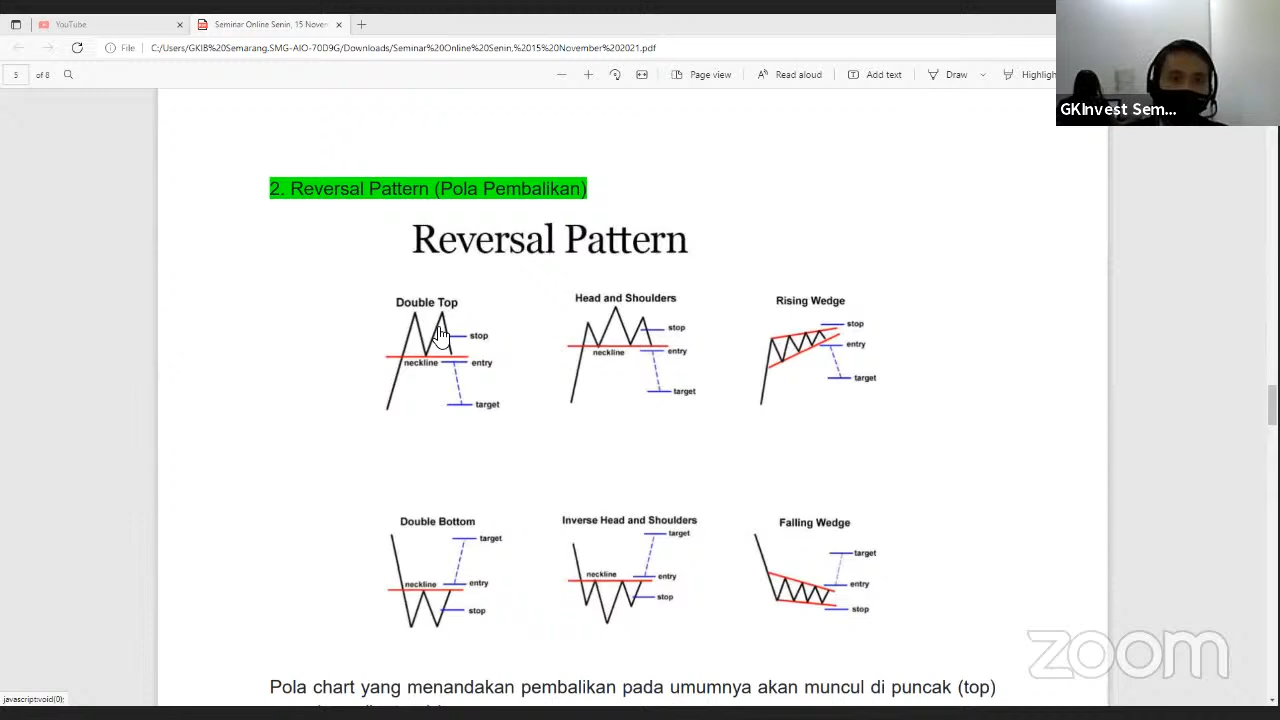 YouTube
Seminar Online Senin, 15 Nover
File
C:/Users/GKIB%20Semarang.SMG-AIO-70D9G/Downloads/Seminar%20Online%20Senin,%2015%20November%202021.pdf
5 of 8
Page view
Read aloud
Add text
Draw
Highligh
GKInvest Sem...
2. Reversal Pattern (Pola Pembalikan)
Reversal Pattern
Double Top
stop
neckline
entry
target
Head and Shoulders
stop
neckline
entry
target
Rising Wedge
stop
entry
target
Double Bottom
target
neckline
entry
stop
Inverse Head and Shoulders
target
neckline
entry
stop
Falling Wedge
target
entry
stop
zoom
Pola chart yang menandakan pembalikan pada umumnya akan muncul di puncak (top)
javascript:void(0);